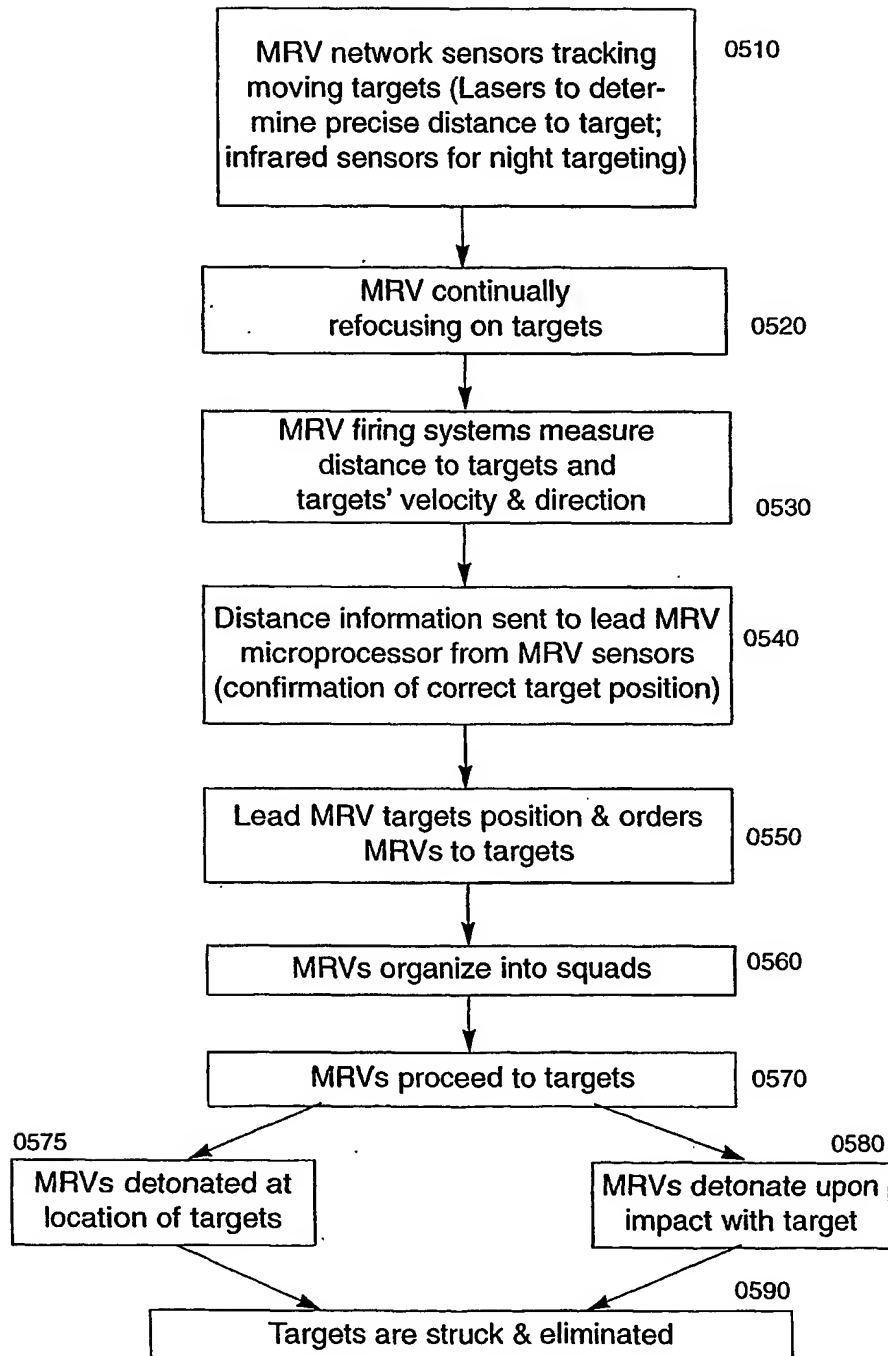 MRV network sensors tracking
moving targets (Lasers to deter-
mine precise distance to target;
infrared sensors for night targeting)
0510
MRV continually
refocusing on targets
0520
MRV firing systems measure
distance to targets and
targets' velocity & direction
0530
Distance information sent to lead MRV
microprocessor from MRV sensors
(confirmation of correct target position)
0540
Lead MRV targets position & orders
MRVs to targets
0550
MRVs organize into squads
0560
MRVs proceed to targets
0570
0575
MRVs detonated at
location of targets
0580
MRVs detonate upon
impact with target
0590
Targets are struck & eliminated